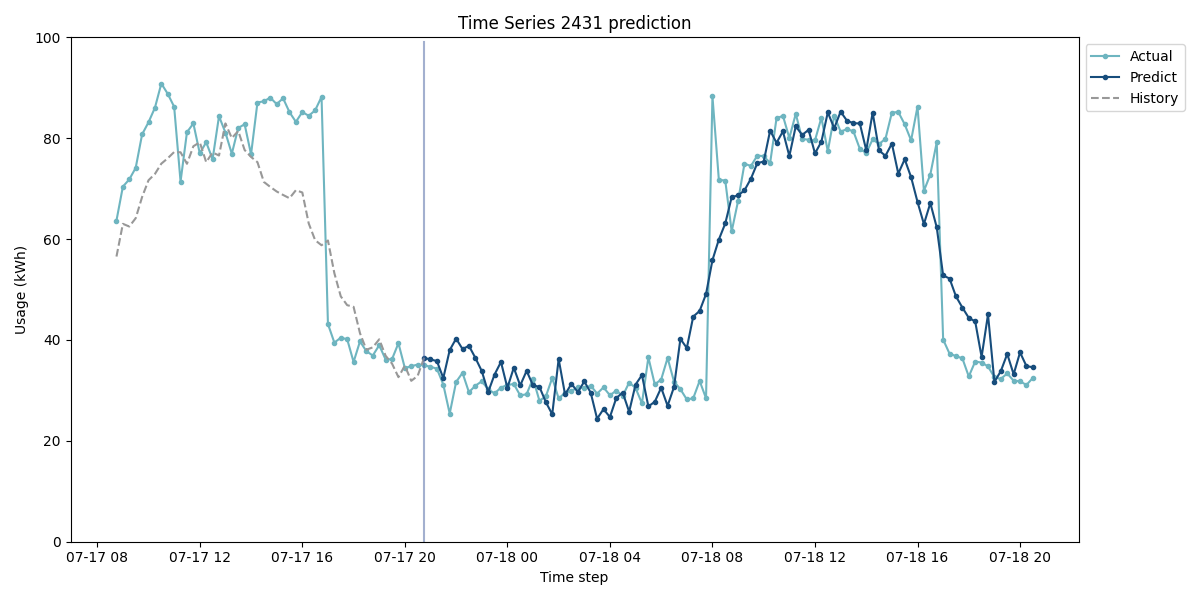 Time Series 2431 prediction
100
80
60
40
20
0
Usage (kWh)
07-17 08
07-17 12
07-17 16
07-17 20
07-18 00
07-18 04
07-18 08
07-18 12
07-18 16
07-18 20
Time step
Actual
Predict
History